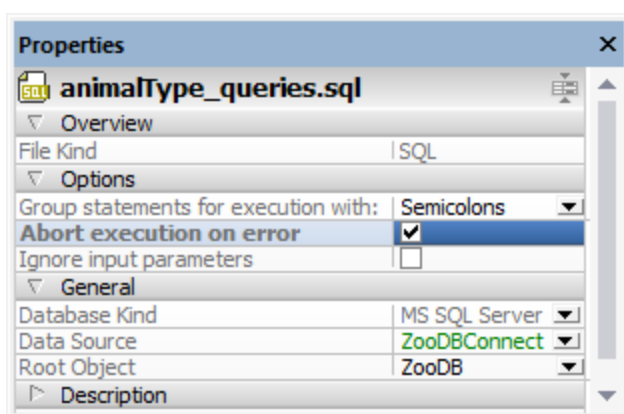 Properties
animalType_queries.sql
Overview
File Kind SQL
Options
Group statements for execution with: Semicolons
Abort execution on error
Ignore input parameters
General
Database Kind MS SQL Server
Data Source ZooDBConnect
Root Object ZooDB
Description